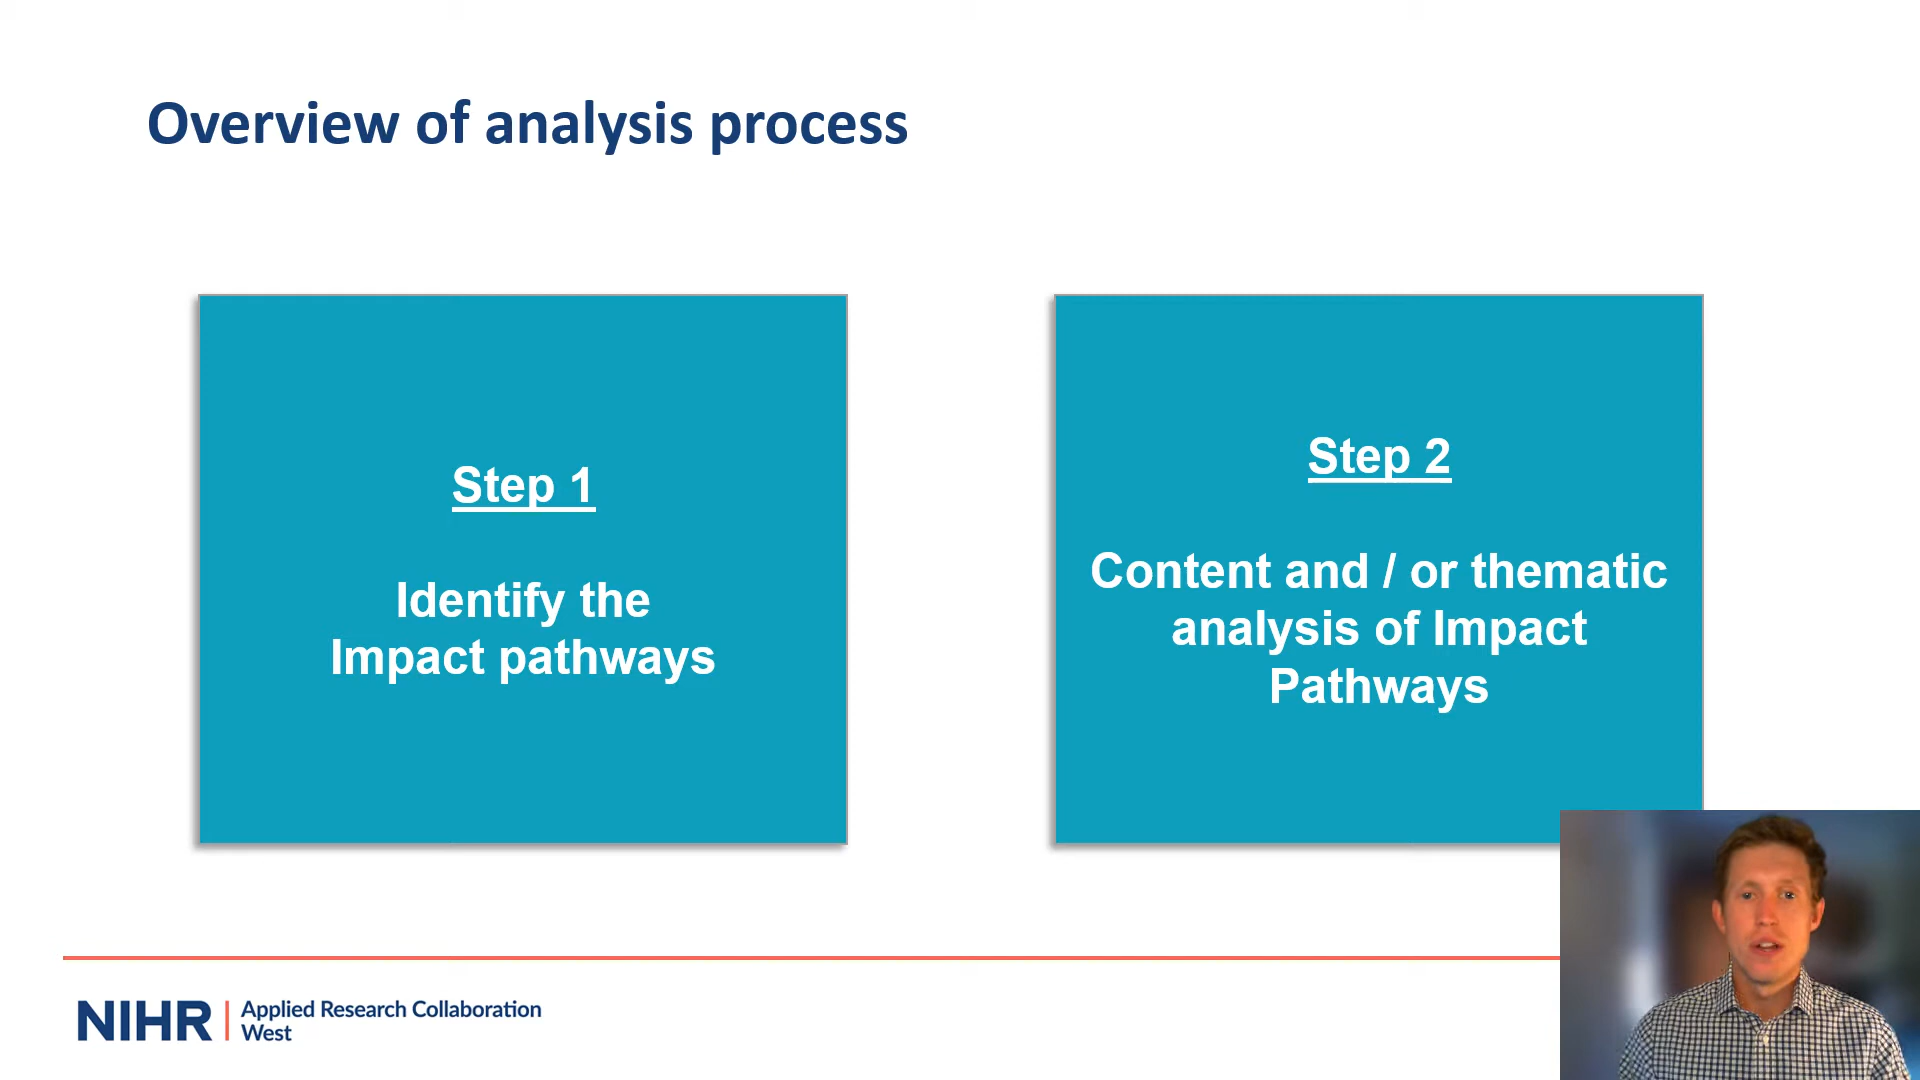 Overview of analysis process
Step 1
Identify the
Impact pathways
Step 2
Content and / or thematic
analysis of Impact
Pathways
NIHR
Applied Research Collaboration
West